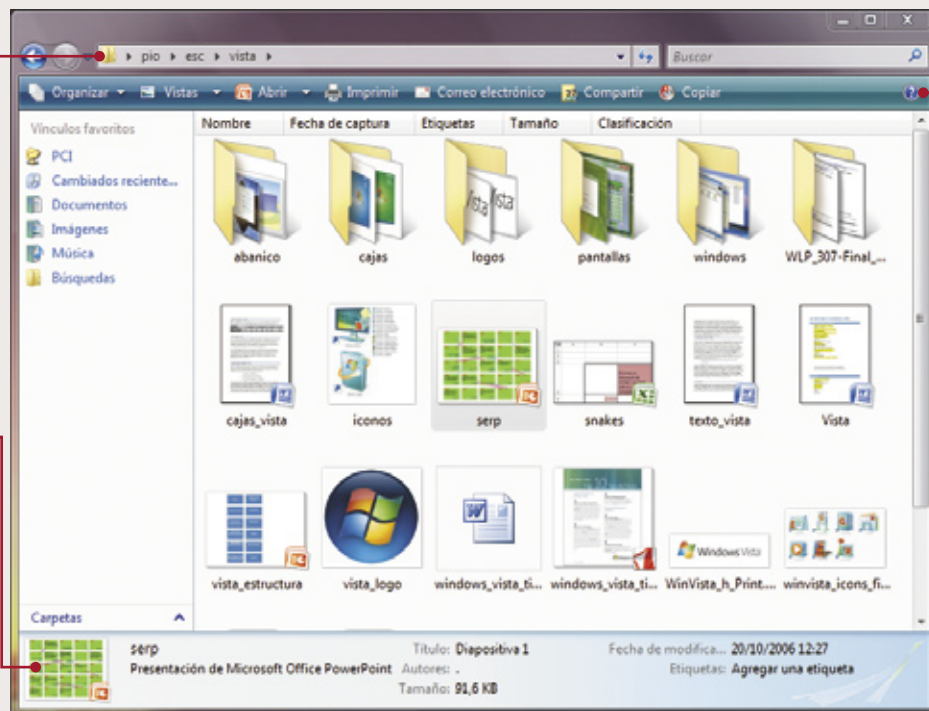 pio esc vista Buscar
Organizar Vistas Abrir Imprimir Correo electrónico Compartir Copiar
Vínculos favoritos
PCI
Cambiados reciente...
Documentos
Imágenes
Música
Búsquedas
Carpetas
Nombre Fecha de captura Etiquetas Tamaño Clasificación
abanico cajas logos pantallas windows WLP_307-Final_...
cajas_vista iconos serp snakes texto_vista Vista
Windows Vista
vista_estructura vista_logo windows_vista_ti... windows_vista_ti... WinVista_h_Print.... winvista_icons_fi...
serp Título: Diapositiva 1 Fecha de modifica... 20/10/2006 12:27
Presentación de Microsoft Office PowerPoint Autores: . Etiquetas: Agregar una etiqueta
Tamaño: 91,6 KB